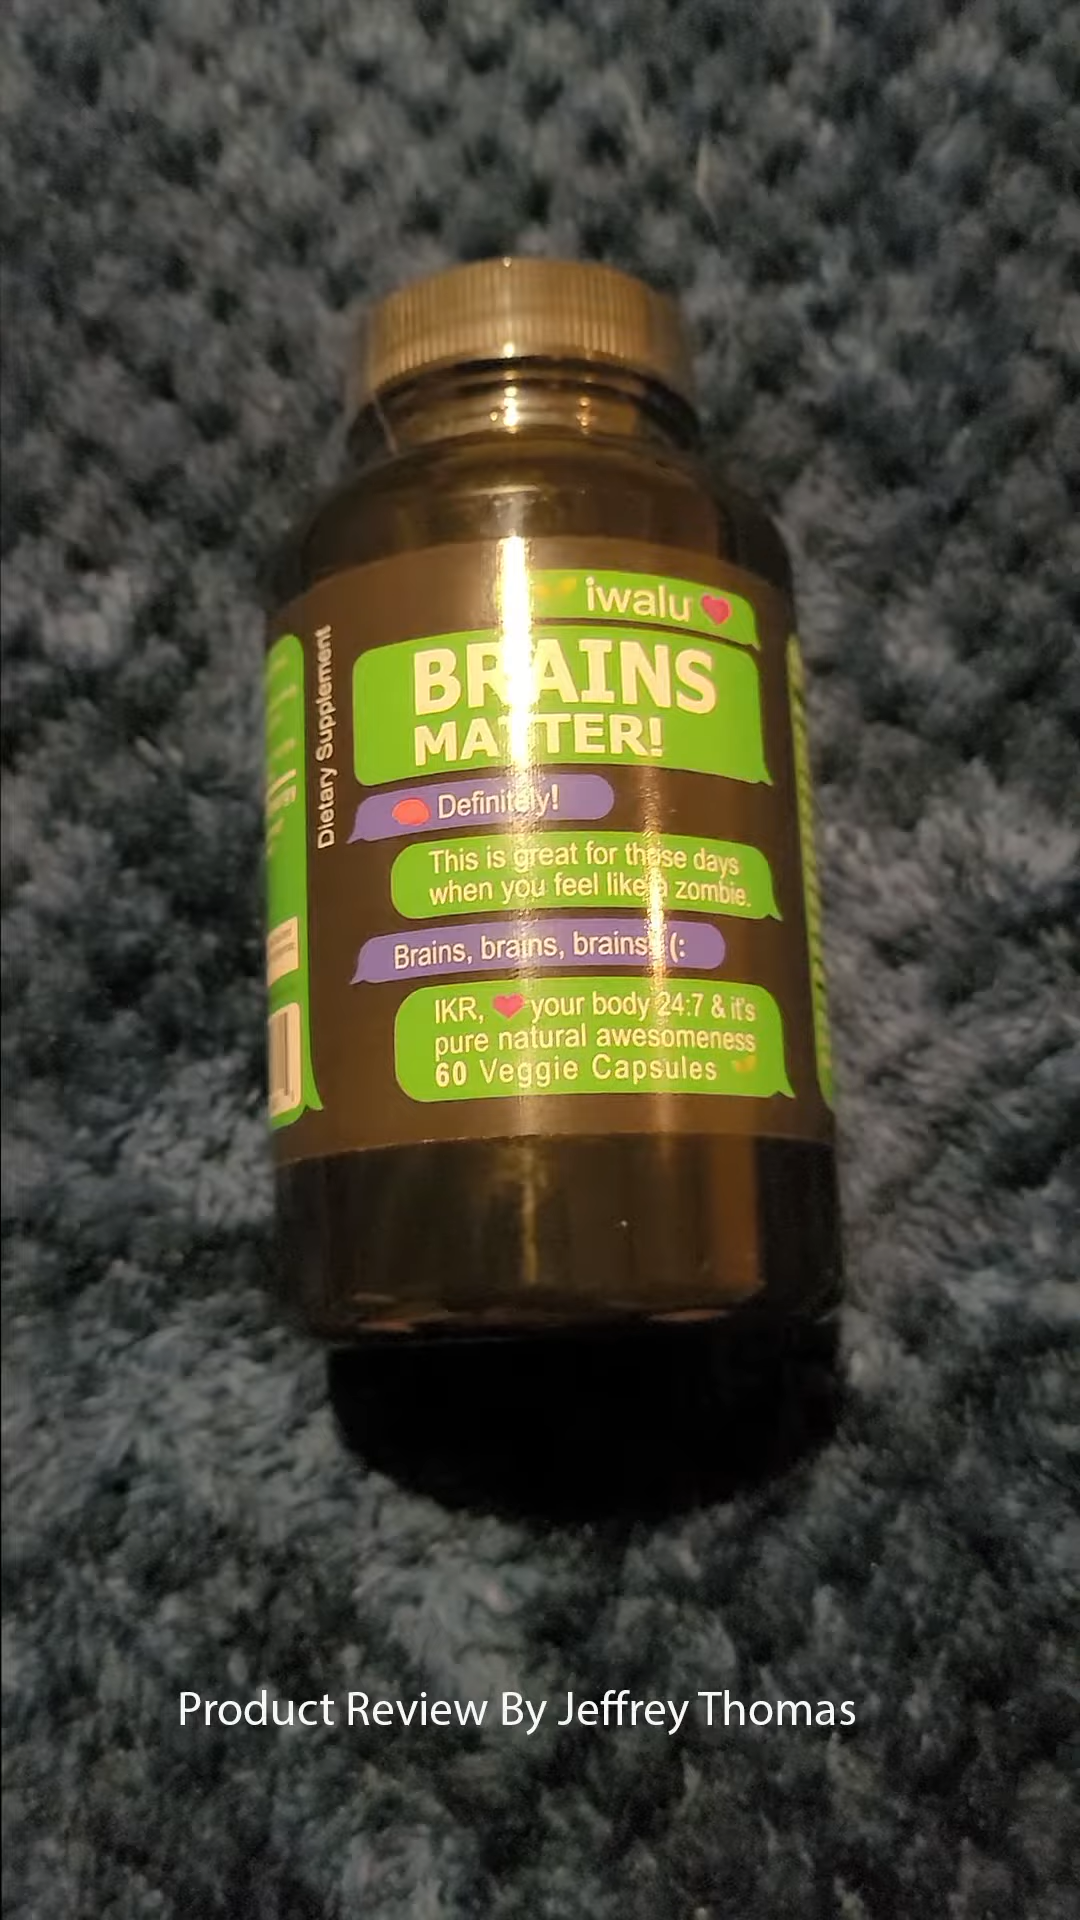 iwalu
BRAINS
MATTER!
Definitely!
This is great for those days
when you feel like a zombie.
Brains, brains, brains! (:
IKR, ❤ your body 24:7 & it's
pure natural awesomeness
60 Veggie Capsules
Dietary Supplement
Product Review By Jeffrey Thomas